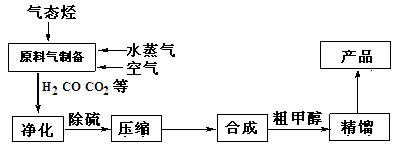 气态烃
原料气制备
水蒸气
空气
H2 CO CO2 等
净化
除硫
压缩
合成
粗甲醇
精馏
产品